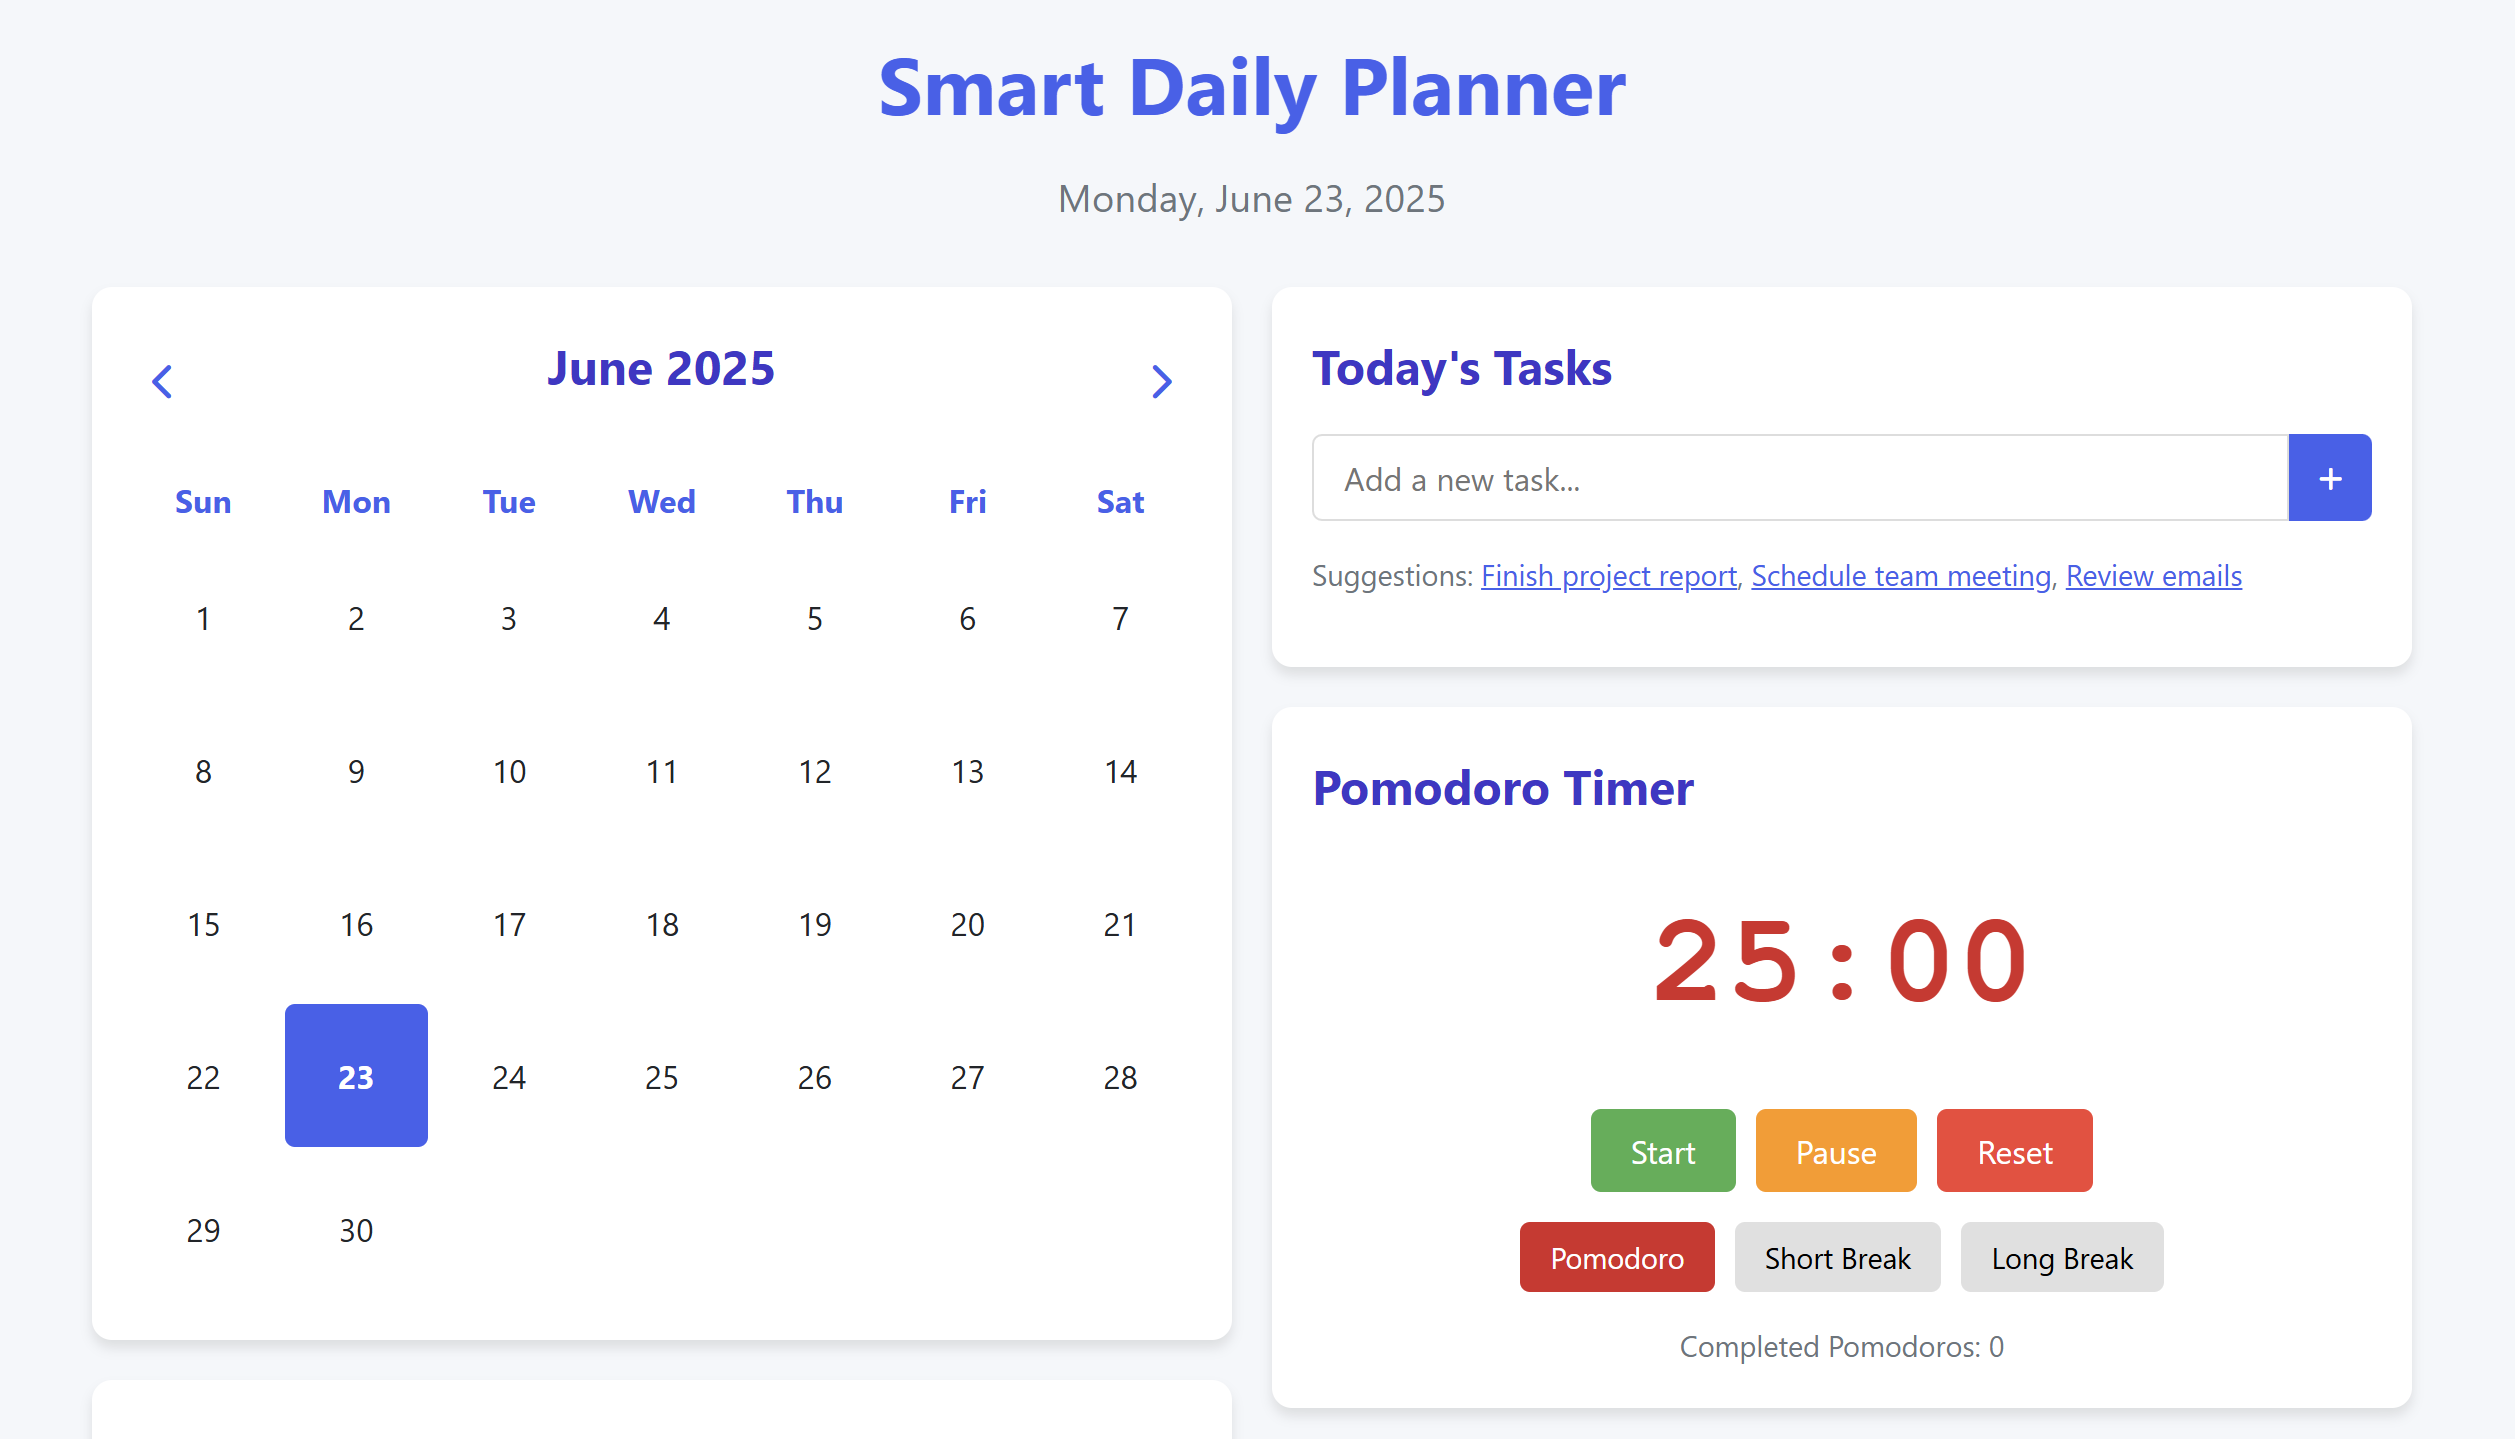 Smart Daily Planner
Monday, June 23, 2025
June 2025
Sun Mon Tue Wed Thu Fri Sat
1 2 3 4 5 6 7
8 9 10 11 12 13 14
15 16 17 18 19 20 21
22 23 24 25 26 27 28
29 30
Today's Tasks
Add a new task...
+
Suggestions: Finish project report, Schedule team meeting, Review emails
Pomodoro Timer
25:00
Start Pause Reset
Pomodoro Short Break Long Break
Completed Pomodoros: 0